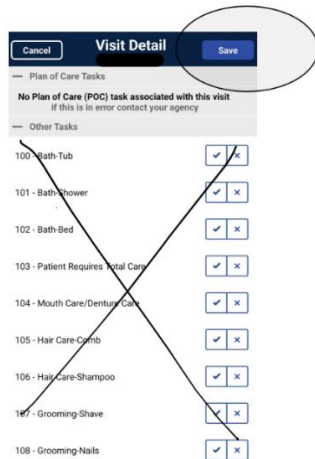 Cancel
Visit Detail
Save
— Plan of Care Tasks
No Plan of Care (POC) task associated with this visit
if this is in error contact your agency
— Other Tasks
100 - Bath-Tub
101 - Bath-Shower
102 - Bath-Bed
103 - Patient Requires Total Care
104 - Mouth Care/Denture Care
105 - Hair Care-Comb
106 - Hair Care-Shampoo
107 - Grooming-Shave
108 - Grooming-Nails